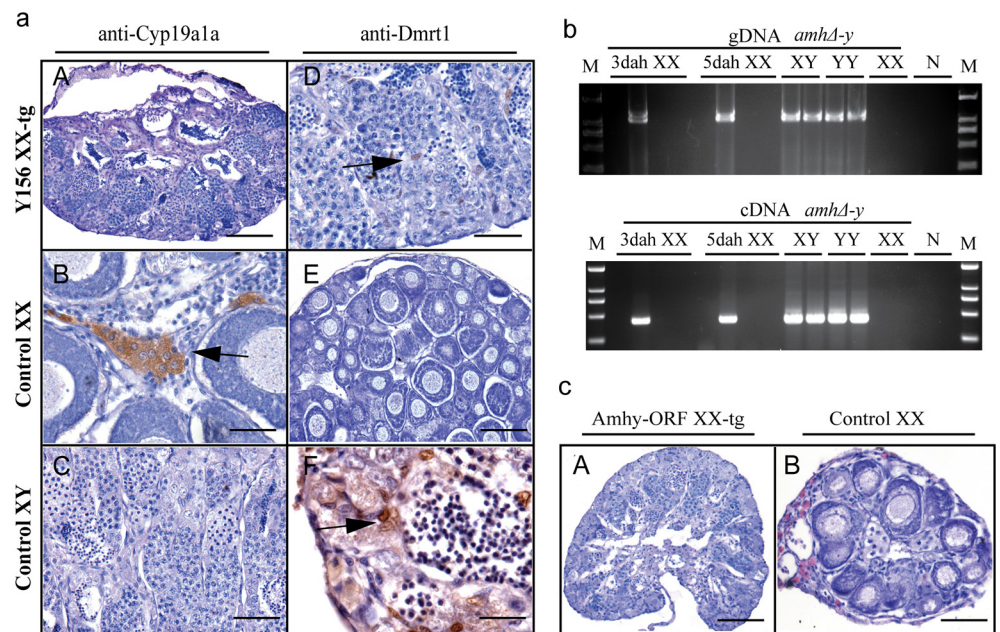 a
anti-Cyp19a1a anti-Dmrt1
Y156 XX-tg
A
D
Control XX
B
E
Control XY
C
F
b
gDNA amhΔ-y
M 3dah XX 5dah XX XY YY XX N M
cDNA amhΔ-y
M 3dah XX 5dah XX XY YY XX N M
c
Amhy-ORF XX-tg Control XX
A
B